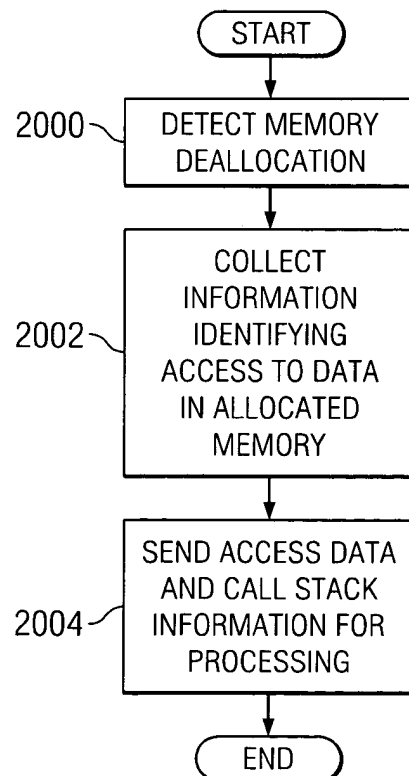 START
2000
DETECT MEMORY
DEALLOCATION
2002
COLLECT
INFORMATION
IDENTIFYING
ACCESS TO DATA
IN ALLOCATED
MEMORY
2004
SEND ACCESS DATA
AND CALL STACK
INFORMATION FOR
PROCESSING
END